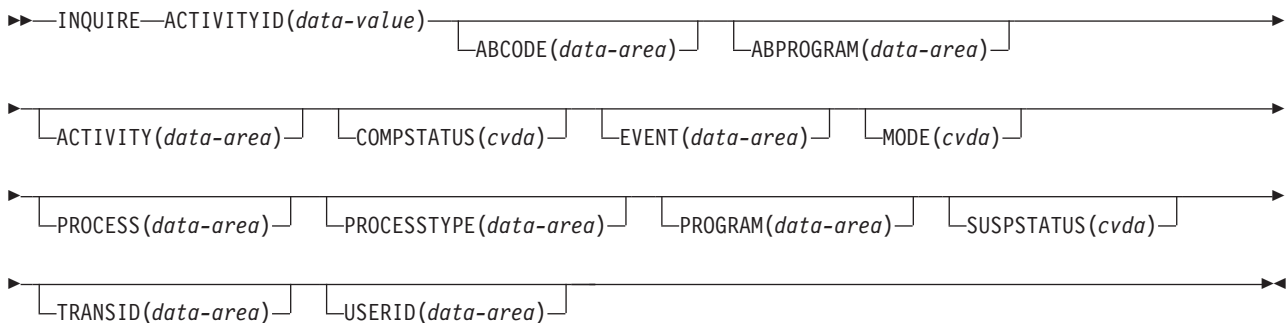 INQUIRE ACTIVITYID(data-value)
ABCODE(data-area) ABPROGRAM(data-area)
ACTIVITY(data-area) COMPSTATUS(cvda) EVENT(data-area) MODE(cvda)
PROCESS(data-area) PROCESSTYPE(data-area) PROGRAM(data-area) SUSPSTATUS(cvda)
TRANSID(data-area) USERID(data-area)